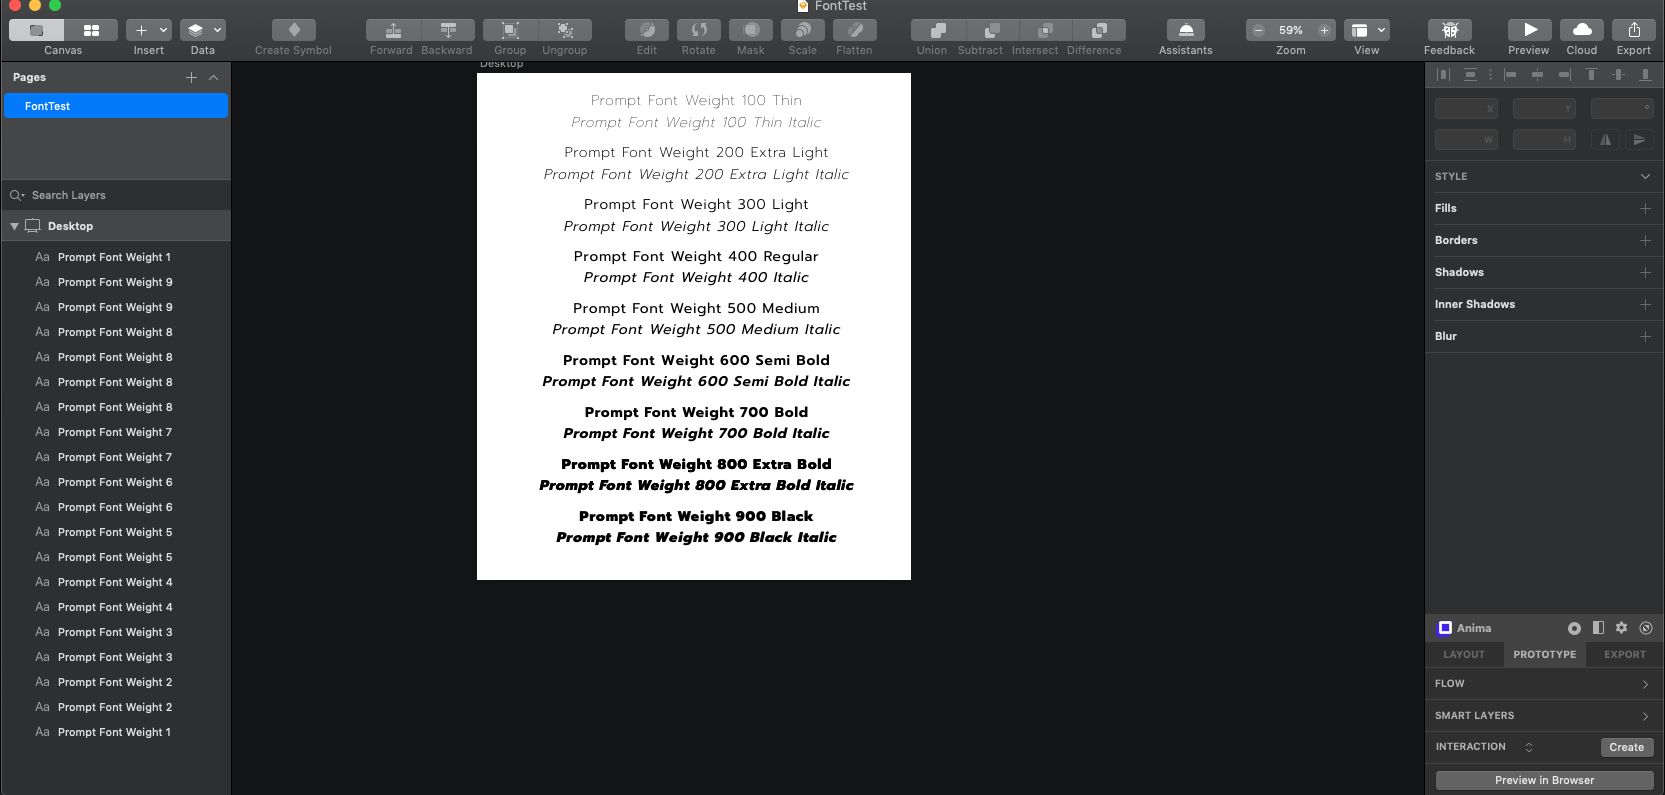 FontTest
Canvas
Insert
Data
Create Symbol
Forward
Backward
Group
Ungroup
Edit
Rotate
Mask
Scale
Flatten
Union
Subtract
Intersect
Difference
Assistants
59%
Zoom
View
Feedback
Preview
Cloud
Export
Pages
FontTest
Search Layers
Desktop
Aa Prompt Font Weight 1
Aa Prompt Font Weight 9
Aa Prompt Font Weight 9
Aa Prompt Font Weight 8
Aa Prompt Font Weight 8
Aa Prompt Font Weight 8
Aa Prompt Font Weight 8
Aa Prompt Font Weight 7
Aa Prompt Font Weight 7
Aa Prompt Font Weight 6
Aa Prompt Font Weight 6
Aa Prompt Font Weight 5
Aa Prompt Font Weight 5
Aa Prompt Font Weight 4
Aa Prompt Font Weight 4
Aa Prompt Font Weight 3
Aa Prompt Font Weight 3
Aa Prompt Font Weight 2
Aa Prompt Font Weight 2
Aa Prompt Font Weight 1
Desktop
Prompt Font Weight 100 Thin
Prompt Font Weight 100 Thin Italic
Prompt Font Weight 200 Extra Light
Prompt Font Weight 200 Extra Light Italic
Prompt Font Weight 300 Light
Prompt Font Weight 300 Light Italic
Prompt Font Weight 400 Regular
Prompt Font Weight 400 Italic
Prompt Font Weight 500 Medium
Prompt Font Weight 500 Medium Italic
Prompt Font Weight 600 Semi Bold
Prompt Font Weight 600 Semi Bold Italic
Prompt Font Weight 700 Bold
Prompt Font Weight 700 Bold Italic
Prompt Font Weight 800 Extra Bold
Prompt Font Weight 800 Extra Bold Italic
Prompt Font Weight 900 Black
Prompt Font Weight 900 Black Italic
X
Y
°
W
H
STYLE
Fills
Borders
Shadows
Inner Shadows
Blur
Anima
LAYOUT
PROTOTYPE
EXPORT
FLOW
SMART LAYERS
INTERACTION
Create
Preview in Browser